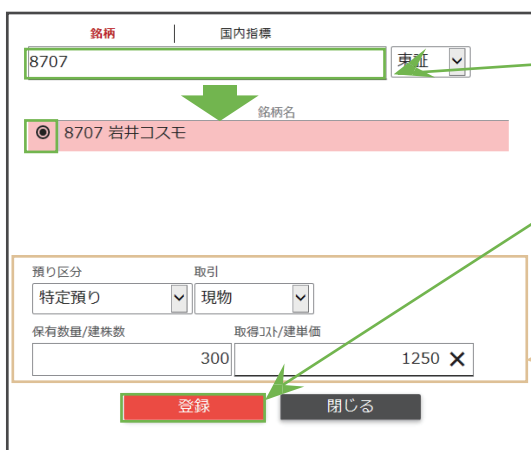 銘柄 国内指標
8707 東証
銘柄名
8707 岩井コスモ
預り区分 取引
特定預り 現物
保有数量/建株数 取得コスト/建単価
300 1250 ✕
登録 閉じる